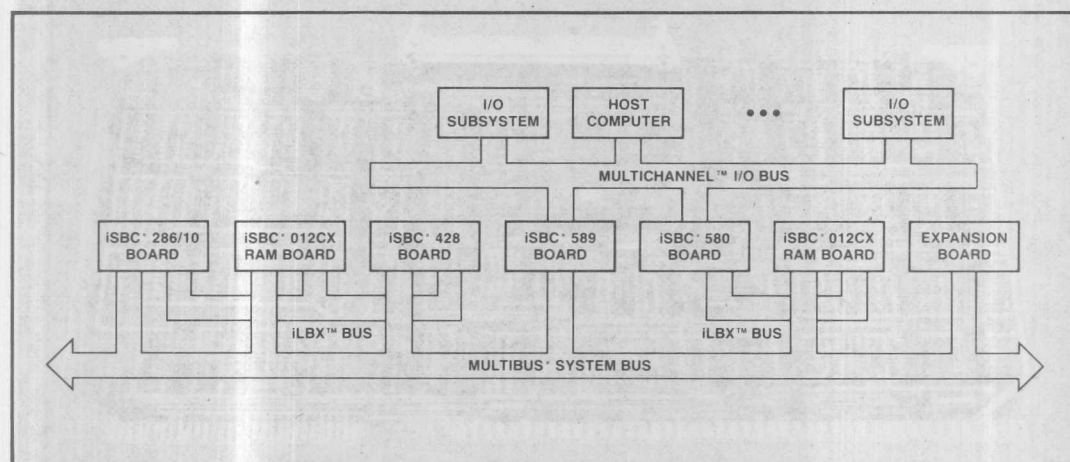 I/O
SUBSYSTEM
HOST
COMPUTER
•••
I/O
SUBSYSTEM
MULTICHANNEL™ I/O BUS
iSBC* 286/10
BOARD
iSBC* 012CX
RAM BOARD
iSBC* 428
BOARD
iSBC* 589
BOARD
iSBC* 580
BOARD
iSBC* 012CX
RAM BOARD
EXPANSION
BOARD
iLBX™ BUS
iLBX™ BUS
MULTIBUS* SYSTEM BUS